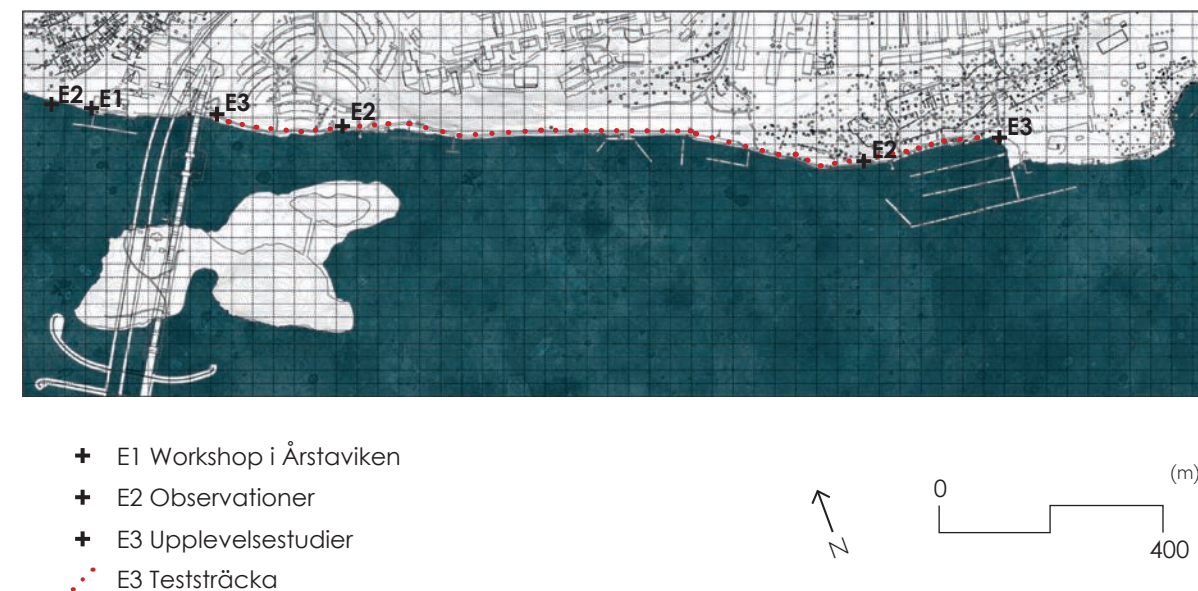 E2 E1 E3 E2 E2 E3
+ E1 Workshop i Årstaviken
+ E2 Observationer
+ E3 Upplevelsestudier
E3 Teststräcka
N
(m)
0
400